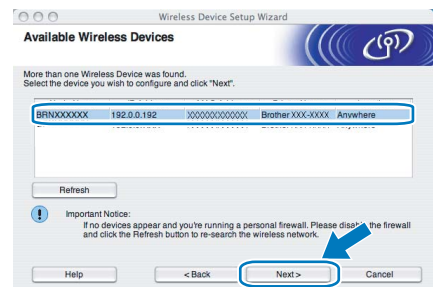 Wireless Device Setup Wizard
Available Wireless Devices
More than one Wireless Device was found.
Select the device you wish to configure and click "Next".
BRNXXXXXX 192.0.0.192 XXXXXXXXXXXX Brother XXX-XXXX Anywhere
Refresh
Important Notice:
If no devices appear and you're running a personal firewall. Please disable the firewall
and click the Refresh button to re-search the wireless network.
Help < Back Next > Cancel